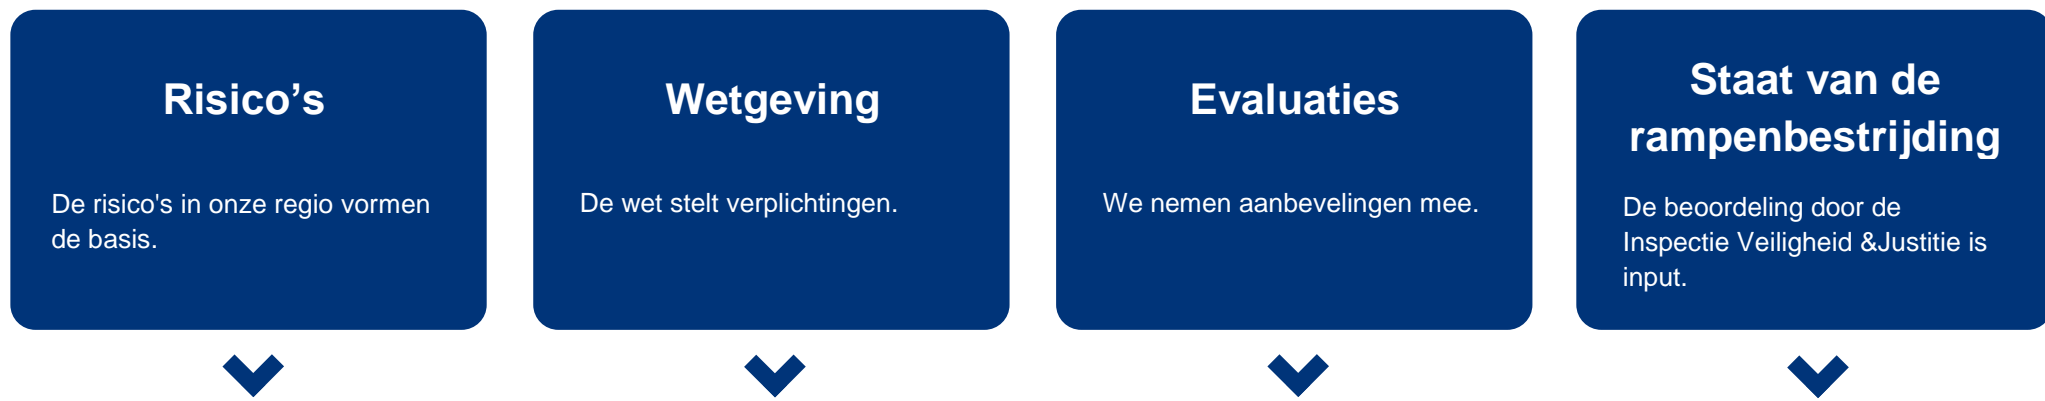 Risico’s
De risico's in onze regio vormen
de basis.
Wetgeving
De wet stelt verplichtingen.
Evaluaties
We nemen aanbevelingen mee.
Staat van de
rampenbestrijding
De beoordeling door de
Inspectie Veiligheid &Justitie is
input.